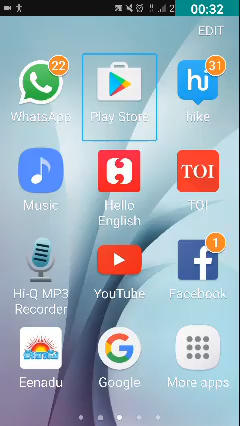 2 00:32
EDIT
22 31
WhatsApp Play Store hike
TOI
Music Hello English TOI
1
Hi-Q MP3 Recorder YouTube Facebook
Eenadu Google More apps